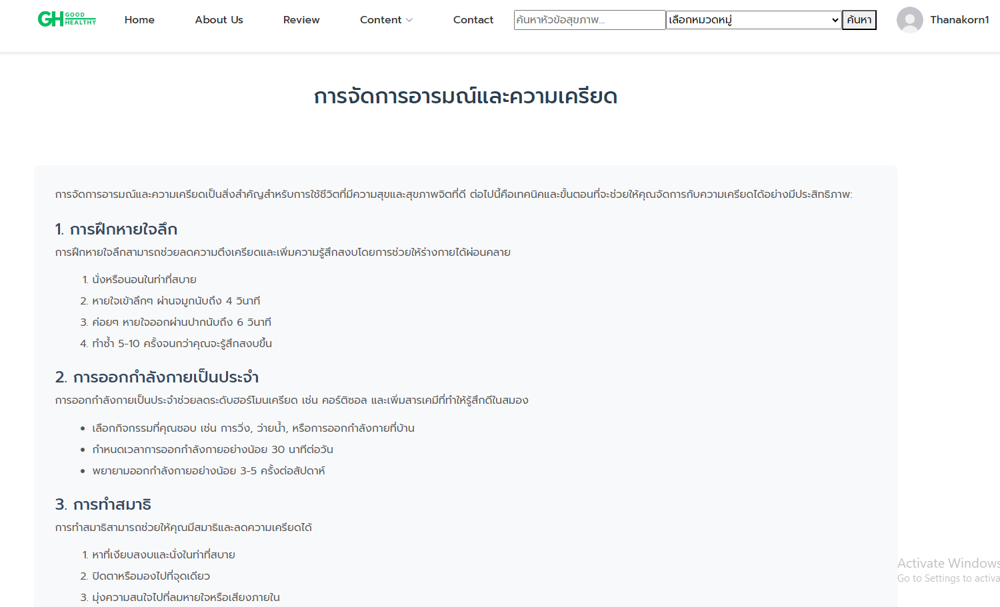 GH GOOD HEALTHY Home About Us Review Content Contact ค้นหาหัวข้อสุขภาพ... เลือกหมวดหมู่ ค้นหา Thanakorn1
การจัดการอารมณ์และความเครียด
การจัดการอารมณ์และความเครียดเป็นสิ่งสำคัญสำหรับการใช้ชีวิตที่มีความสุขและสุขภาพจิตที่ดี ต่อไปนี้คือเทคนิคและขั้นตอนที่จะช่วยให้คุณจัดการกับความเครียดได้อย่างมีประสิทธิภาพ:
1. การฝึกหายใจลึก
การฝึกหายใจลึกสามารถช่วยลดความตึงเครียดและเพิ่มความรู้สึกสงบโดยการช่วยให้ร่างกายได้ผ่อนคลาย
1. นั่งหรือนอนในท่าที่สบาย
2. หายใจเข้าลึกๆ ผ่านจมูกนับถึง 4 วินาที
3. ค่อยๆ หายใจออกผ่านปากนับถึง 6 วินาที
4. ทำซ้ำ 5-10 ครั้งจนกว่าคุณจะรู้สึกสงบขึ้น
2. การออกกำลังกายเป็นประจำ
การออกกำลังกายเป็นประจำช่วยลดระดับฮอร์โมนเครียด เช่น คอร์ติซอล และเพิ่มสารเคมีที่ทำให้รู้สึกดีในสมอง
• เลือกกิจกรรมที่คุณชอบ เช่น การวิ่ง, ว่ายน้ำ, หรือการออกกำลังกายที่บ้าน
• กำหนดเวลาการออกกำลังกายอย่างน้อย 30 นาทีต่อวัน
• พยายามออกกำลังกายอย่างน้อย 3-5 ครั้งต่อสัปดาห์
3. การทำสมาธิ
การทำสมาธิสามารถช่วยให้คุณมีสมาธิและลดความเครียดได้
1. หาที่เงียบสงบและนั่งในท่าที่สบาย
2. ปิดตาหรือมองไปที่จุดเดียว
3. มุ่งความสนใจไปที่ลมหายใจหรือเสียงภายใน
Activate Windows
Go to Settings to activa